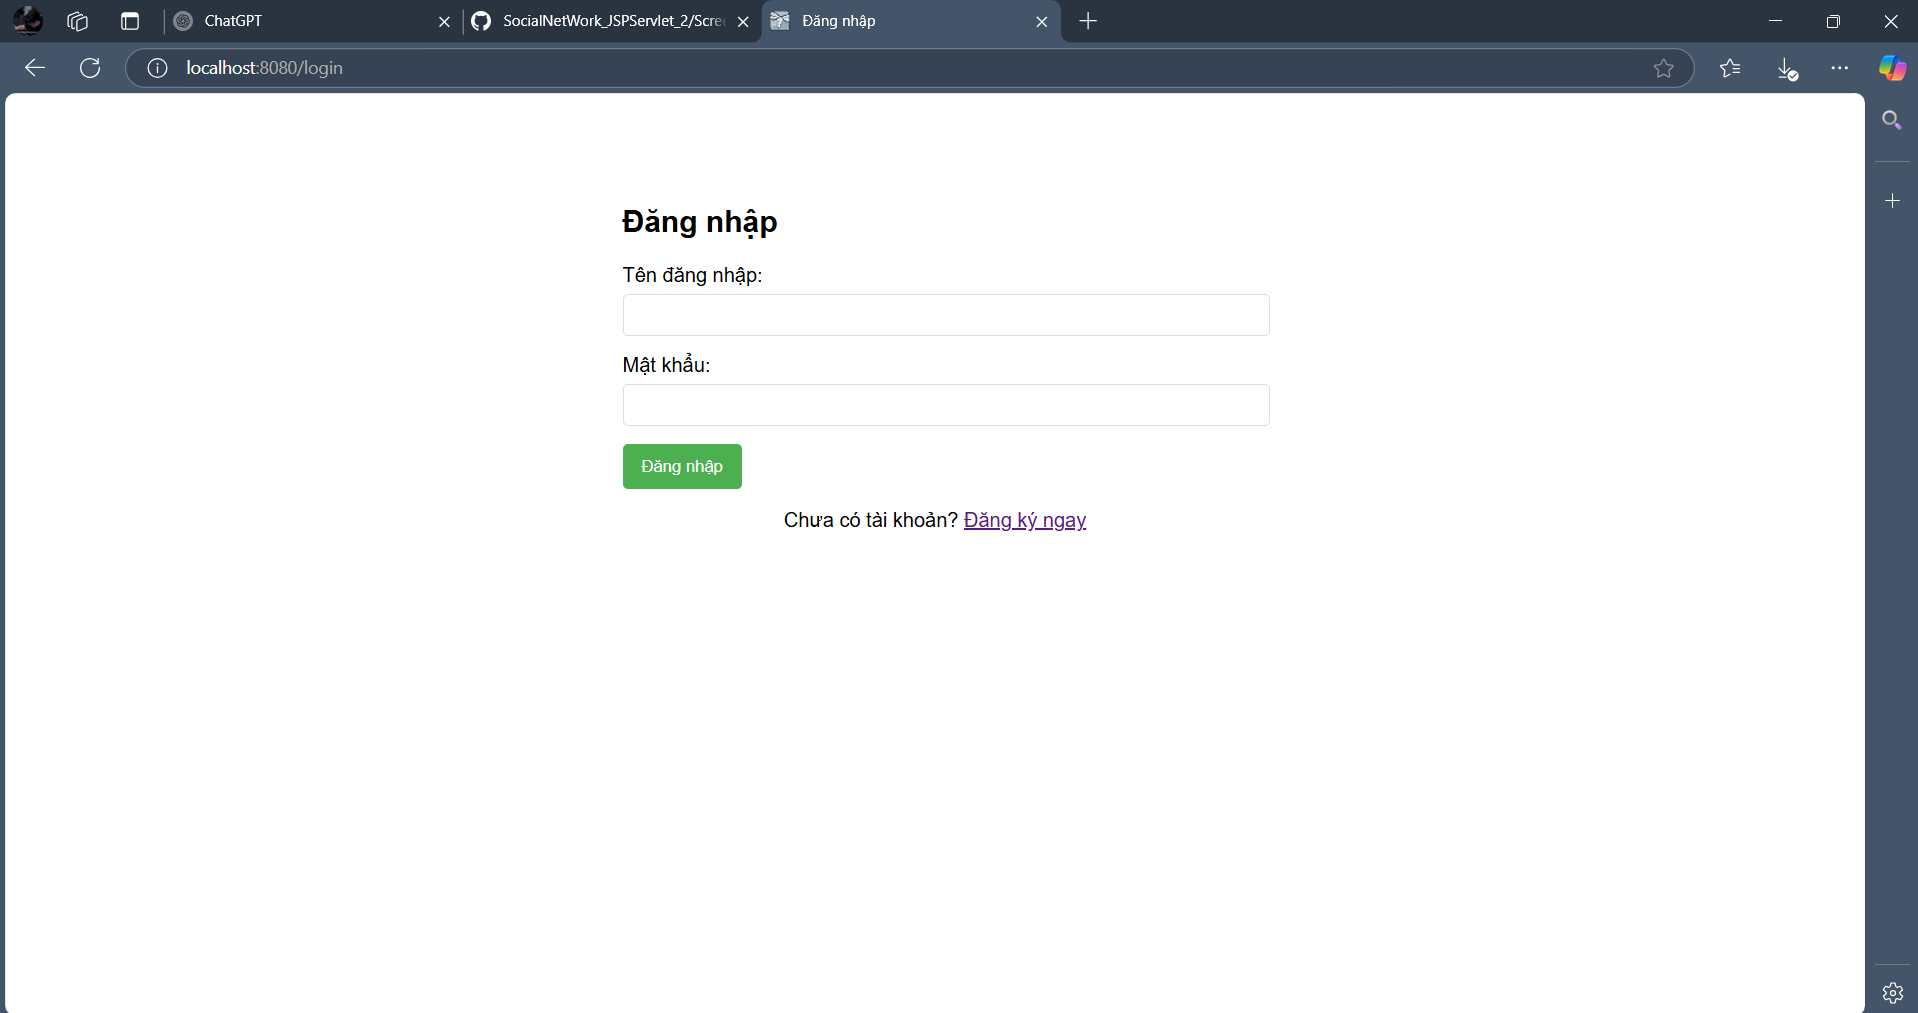 ChatGPT
SocialNetWork_JSPServlet_2/Scre
Đăng nhập
localhost:8080/login
Đăng nhập
Tên đăng nhập:
Mật khẩu:
Đăng nhập
Chưa có tài khoản? Đăng ký ngay